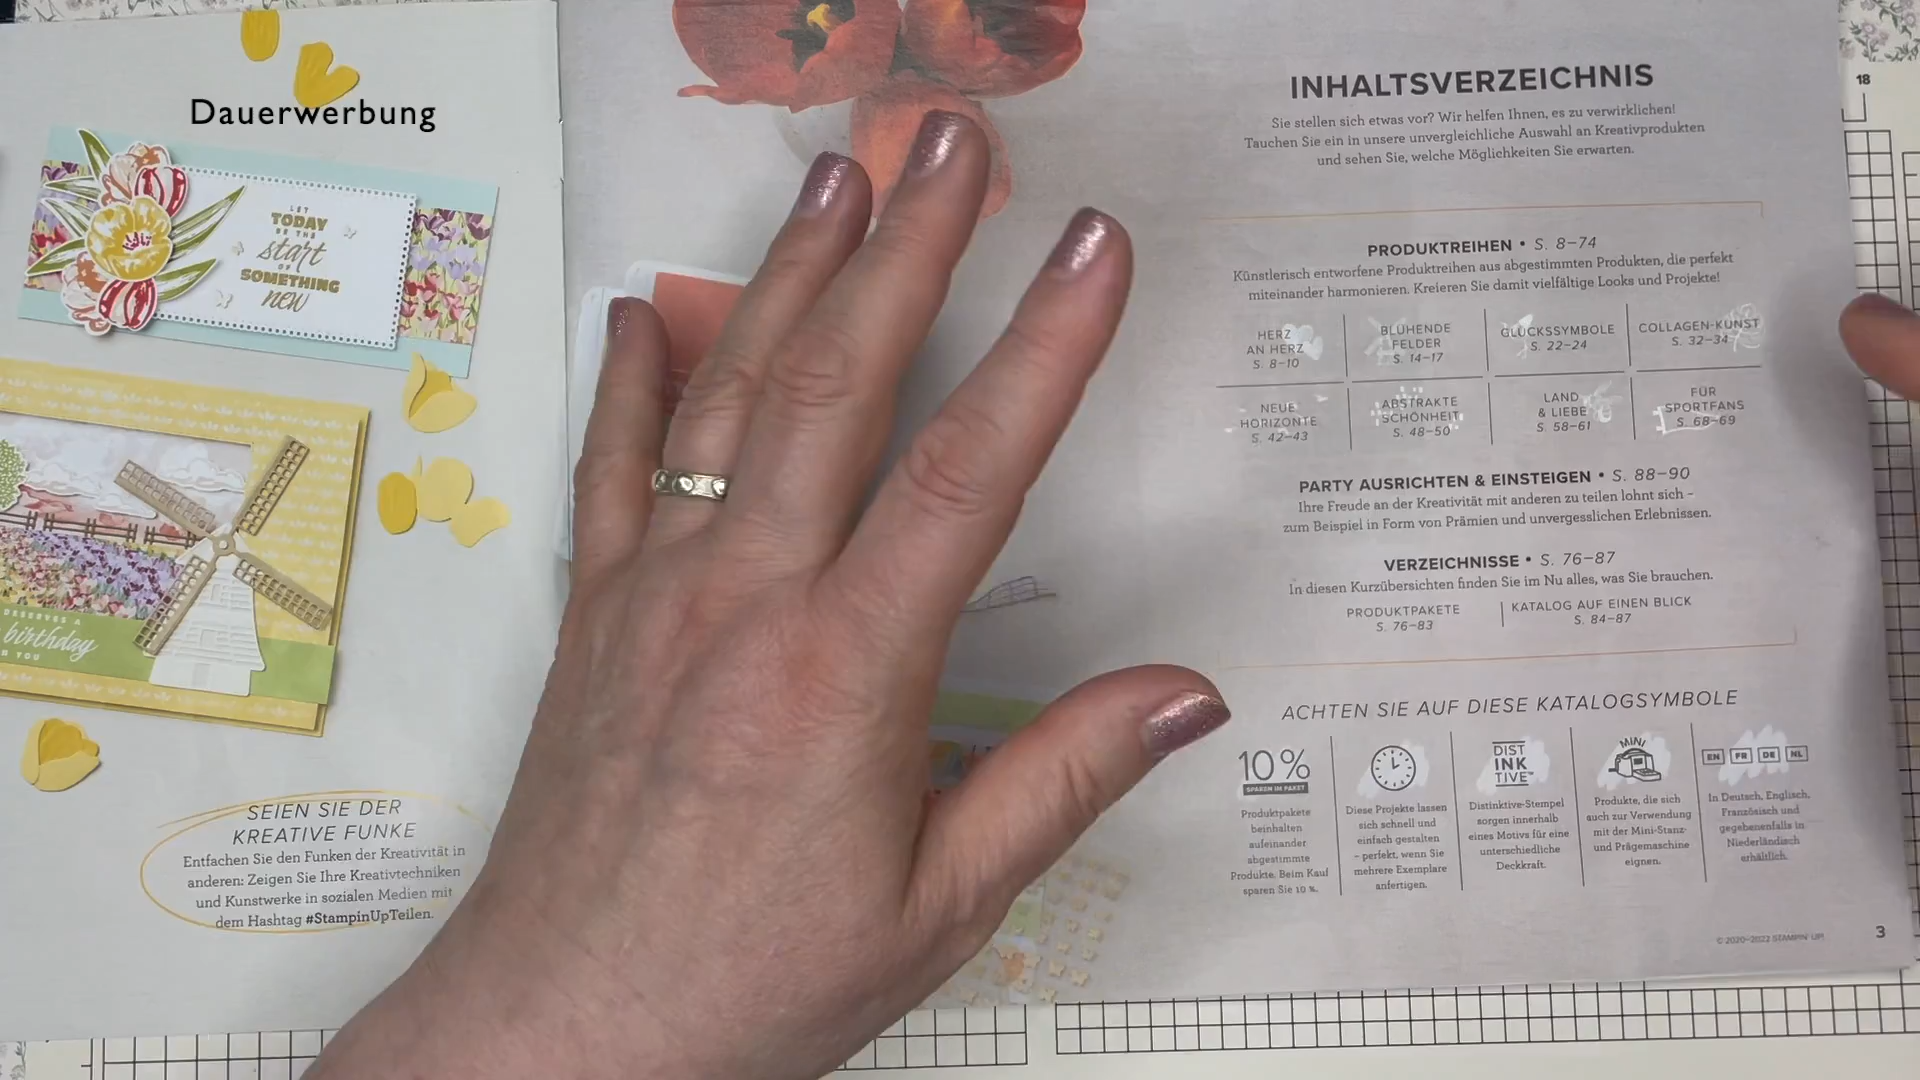 Dauerwerbung
LET
TODAY
BE THE
start
OF
SOMETHING
new
DESERVES A
birthday
YOU
SEIEN SIE DER
KREATIVE FUNKE
Entfachen Sie den Funken der Kreativität in
anderen: Zeigen Sie Ihre Kreativtechniken
und Kunstwerke in sozialen Medien mit
dem Hashtag #StampinUpTeilen.
INHALTSVERZEICHNIS
Sie stellen sich etwas vor? Wir helfen Ihnen, es zu verwirklichen!
Tauchen Sie ein in unsere unvergleichliche Auswahl an Kreativprodukten
und sehen Sie, welche Möglichkeiten Sie erwarten.
PRODUKTREIHEN • S. 8–74
Künstlerisch entworfene Produktreihen aus abgestimmten Produkten, die perfekt
miteinander harmonieren. Kreieren Sie damit vielfältige Looks und Projekte!
HERZ
AN HERZ
S. 8–10
BLÜHENDE
FELDER
S. 14–17
GLÜCKSSYMBOLE
S. 22–24
COLLAGEN-KUNST
S. 32–34
NEUE
HORIZONTE
S. 42–43
ABSTRAKTE
SCHÖNHEIT
S. 48–50
LAND
& LIEBE
S. 58–61
FÜR
SPORTFANS
S. 68–69
PARTY AUSRICHTEN & EINSTEIGEN • S. 88–90
Ihre Freude an der Kreativität mit anderen zu teilen lohnt sich –
zum Beispiel in Form von Prämien und unvergesslichen Erlebnissen.
VERZEICHNISSE • S. 76–87
In diesen Kurzübersichten finden Sie im Nu alles, was Sie brauchen.
PRODUKTPAKETE
S. 76–83
KATALOG AUF EINEN BLICK
S. 84–87
ACHTEN SIE AUF DIESE KATALOGSYMBOLE
10%
SPAREN IM PAKET
Produktpakete
beinhalten
aufeinander
abgestimmte
Produkte. Beim Kauf
sparen Sie 10 %.
Diese Projekte lassen
sich schnell und
einfach gestalten
– perfekt, wenn Sie
mehrere Exemplare
anfertigen.
DIST
INK
TIVE™
Distinktive-Stempel
sorgen innerhalb
eines Motivs für eine
unterschiedliche
Deckkraft.
MINI
Produkte, die sich
auch zur Verwendung
mit der Mini-Stanz-
und Prägemaschine
eignen.
EN FR DE NL
In Deutsch, Englisch,
Französisch und
gegebenenfalls in
Niederländisch
erhältlich.
© 2020–2022 STAMPIN' UP!
3
18